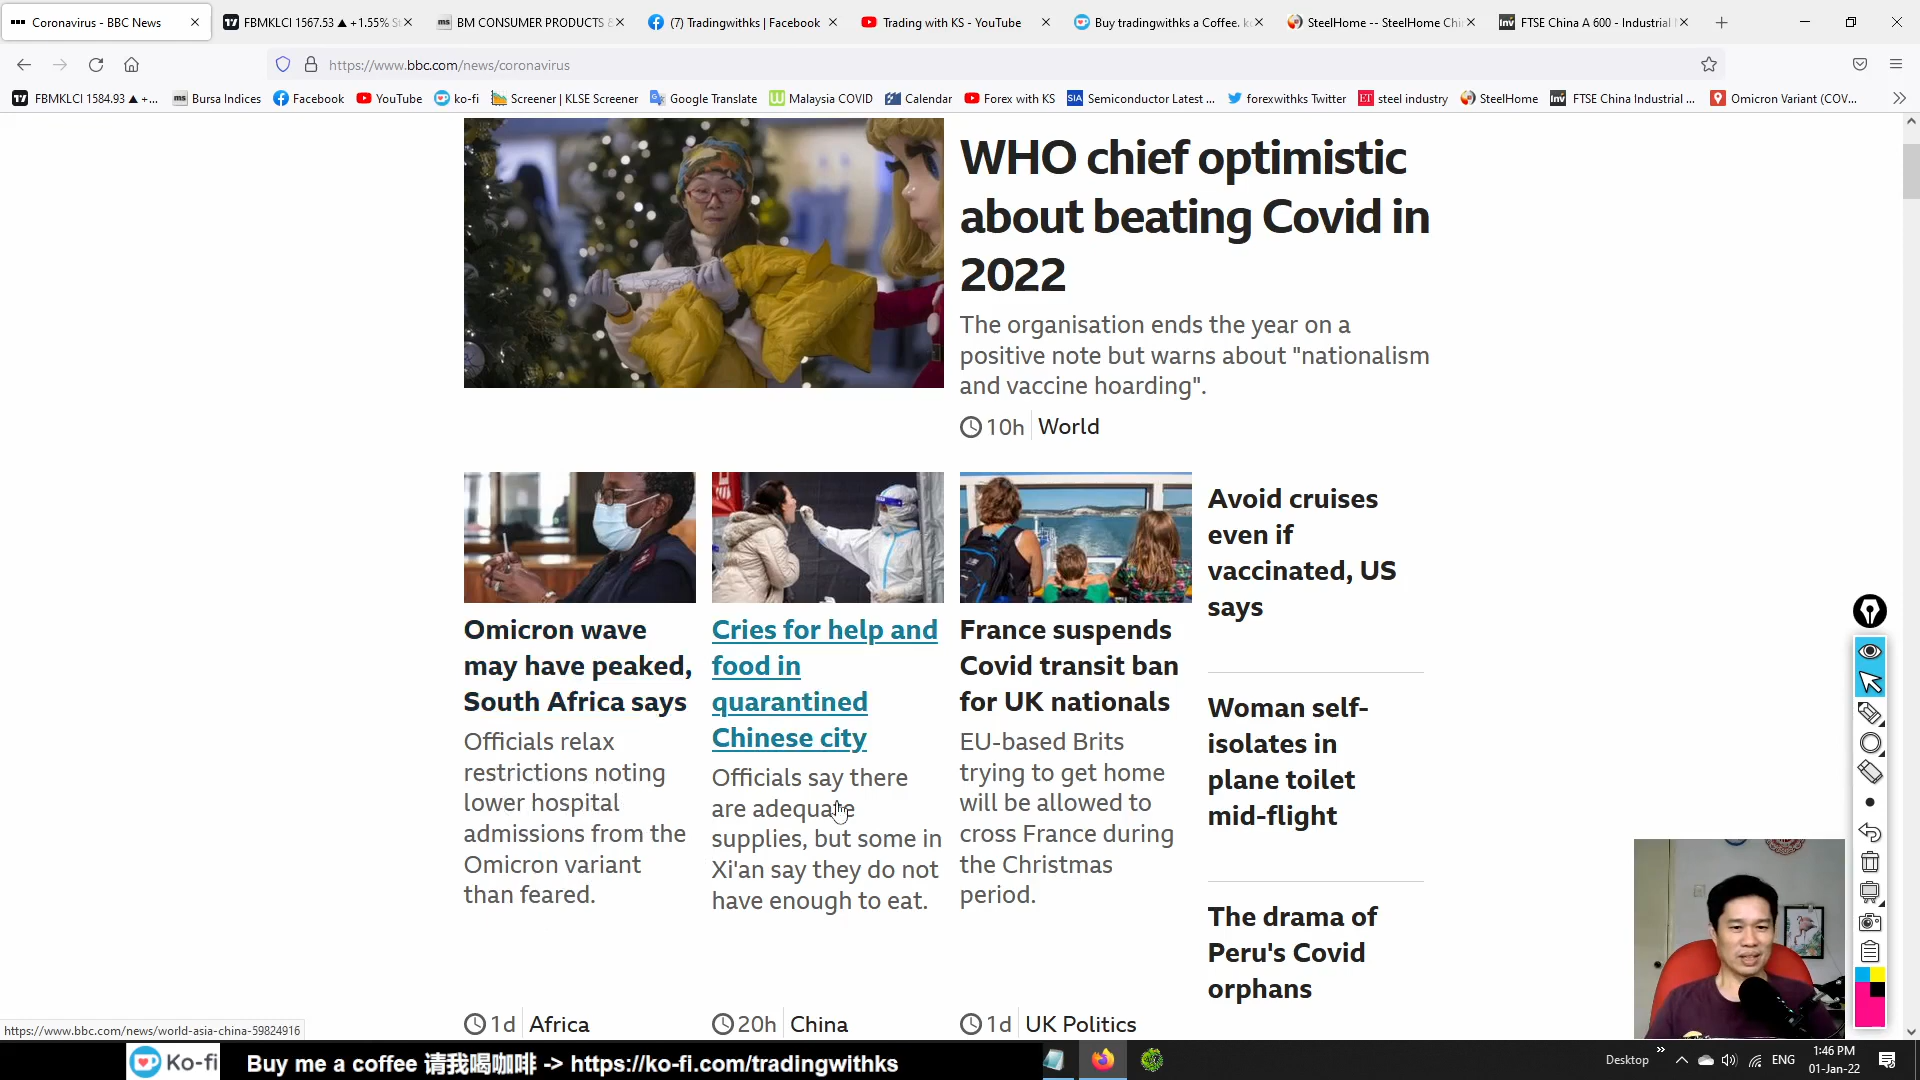 Coronavirus - BBC News
FBMKLCI 1567.53 ▲ +1.55%
BM CONSUMER PRODUCTS &
(7) Tradingwithks | Facebook
Trading with KS - YouTube
Buy tradingwithks a Coffee.
SteelHome -- SteelHome
FTSE China A 600 - Industrial
https://www.bbc.com/news/coronavirus
FBMKLCI 1584.93 ▲ +...
ms Bursa Indices
Facebook
YouTube
ko-fi
Screener | KLSE Screener
Google Translate
Malaysia COVID
Calendar
Forex with KS
SIA Semiconductor Latest ...
forexwithks Twitter
ET steel industry
SteelHome
Inv FTSE China Industrial ...
Omicron Variant (COV...
WHO chief optimistic
about beating Covid in
2022
The organisation ends the year on a
positive note but warns about "nationalism
and vaccine hoarding".
10h World
Omicron wave
may have peaked,
South Africa says
Officials relax
restrictions noting
lower hospital
admissions from the
Omicron variant
than feared.
1d Africa
Cries for help and
food in
quarantined
Chinese city
Officials say there
are adequate
supplies, but some in
Xi'an say they do not
have enough to eat.
20h China
France suspends
Covid transit ban
for UK nationals
EU-based Brits
trying to get home
will be allowed to
cross France during
the Christmas
period.
1d UK Politics
Avoid cruises
even if
vaccinated, US
says
Woman self-
isolates in
plane toilet
mid-flight
The drama of
Peru's Covid
orphans
https://www.bbc.com/news/world-asia-china-59824916
Ko-fi
Buy me a coffee 请我喝咖啡 -> https://ko-fi.com/tradingwithks
Desktop
ENG
1:46 PM
01-Jan-22